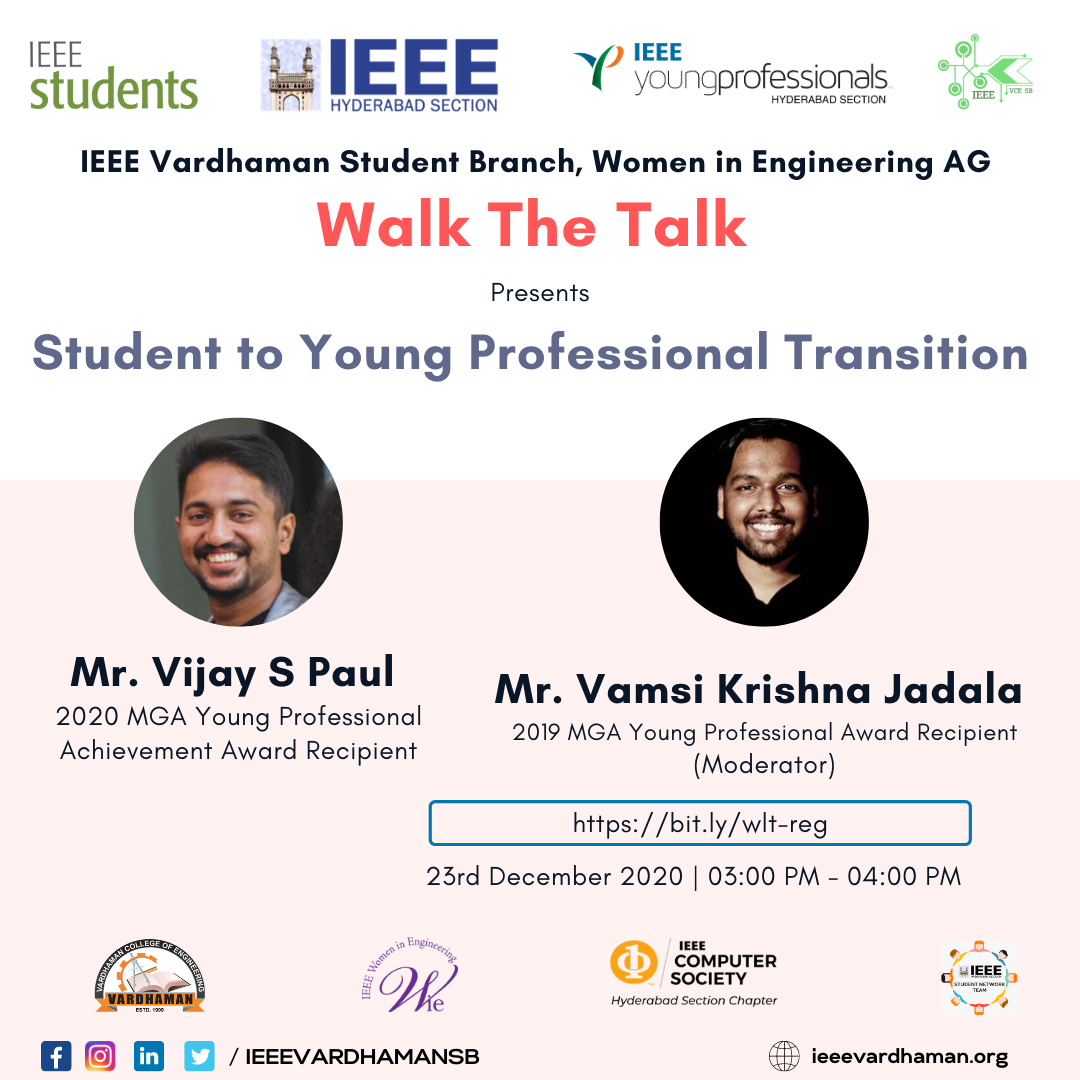 IEEE
students
IEEE
HYDERABAD SECTION
IEEE
youngprofessionals
HYDERABAD SECTION
IEEE
VCE SB
IEEE Vardhaman Student Branch, Women in Engineering AG
Walk The Talk
Presents
Student to Young Professional Transition
Mr. Vijay S Paul
2020 MGA Young Professional
Achievement Award Recipient
Mr. Vamsi Krishna Jadala
2019 MGA Young Professional Award Recipient
(Moderator)
https://bit.ly/wlt-reg
23rd December 2020 | 03:00 PM - 04:00 PM
VARDHAMAN COLLEGE OF ENGINEERING
VARDHAMAN
ESTD. 1999
IEEE Women in Engineering
WiE
IEEE
COMPUTER
SOCIETY
Hyderabad Section Chapter
IEEE
STUDENT NETWORK
TEAM
/ IEEEVARDHAMANSB
ieeevardhaman.org